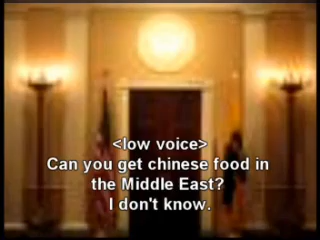 <low voice>
Can you get chinese food in
the Middle East?
I don't know.